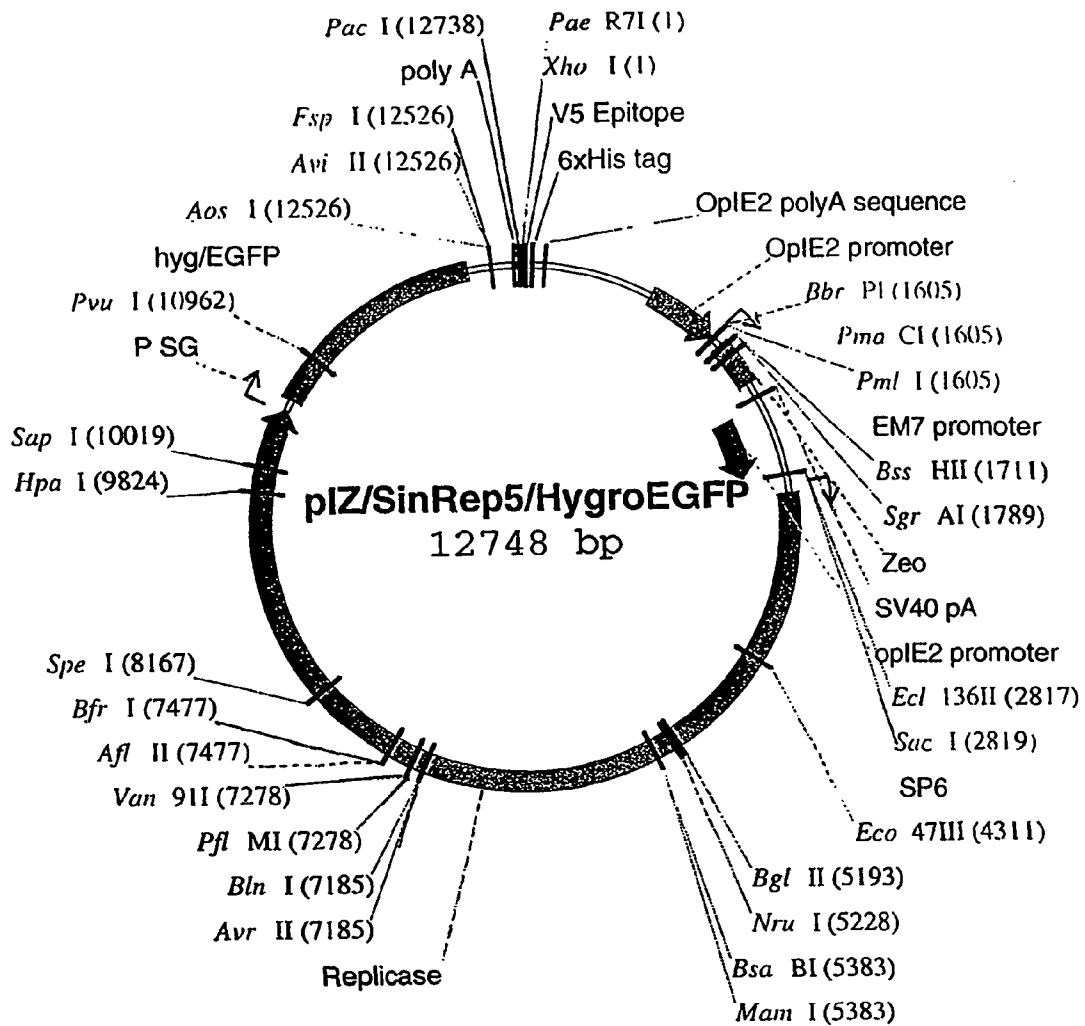 Pac I (12738)
Pae R7I (1)
poly A
Xho I (1)
Fsp I (12526)
V5 Epitope
Avi II (12526)
6xHis tag
Aos I (12526)
OpIE2 polyA sequence
hyg/EGFP
OpIE2 promoter
Pvu I (10962)
Bbr PI (1605)
P SG
Pma CI (1605)
Pml I (1605)
EM7 promoter
Sap I (10019)
Bss HII (1711)
Hpa I (9824)
Sgr AI (1789)
pIZ/SinRep5/HygroEGFP
12748 bp
Zeo
SV40 pA
opIE2 promoter
Spe I (8167)
Ecl 136II (2817)
Bfr I (7477)
Sac I (2819)
Afl II (7477)
SP6
Van 91I (7278)
Eco 47III (4311)
Pfl MI (7278)
Bgl II (5193)
Bln I (7185)
Nru I (5228)
Avr II (7185)
Replicase
Bsa BI (5383)
Mam I (5383)